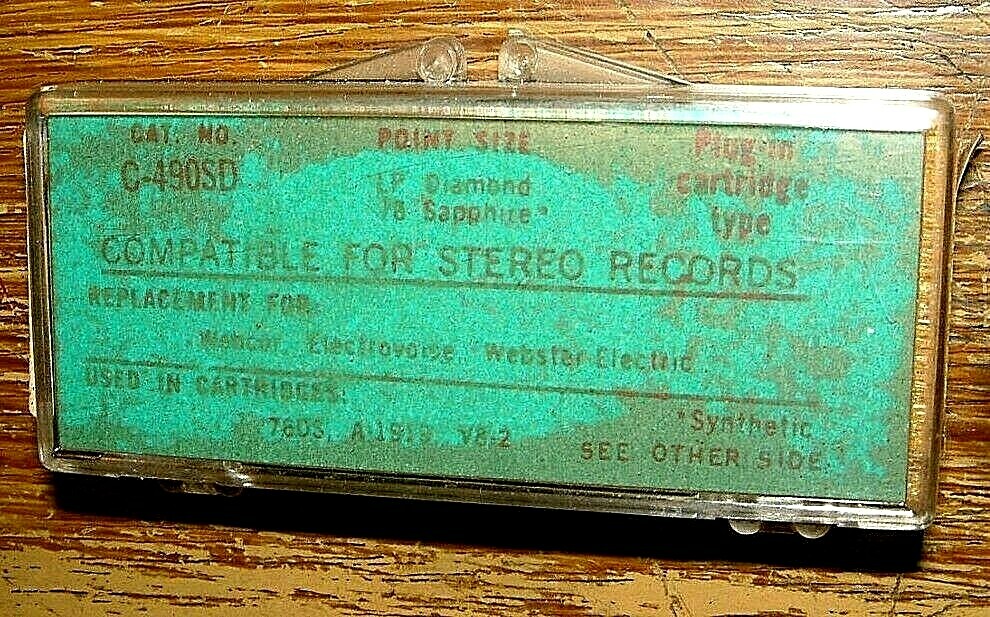 CAT. NO.
C-490SD
POINT SIZE
LP Diamond
78 Sapphire*
Plug-in
cartridge
type
COMPATIBLE FOR STEREO RECORDS
REPLACEMENT FOR:
Webcor Electrovoice Webster-Electric
USED IN CARTRIDGES:
*Synthetic
SEE OTHER SIDE